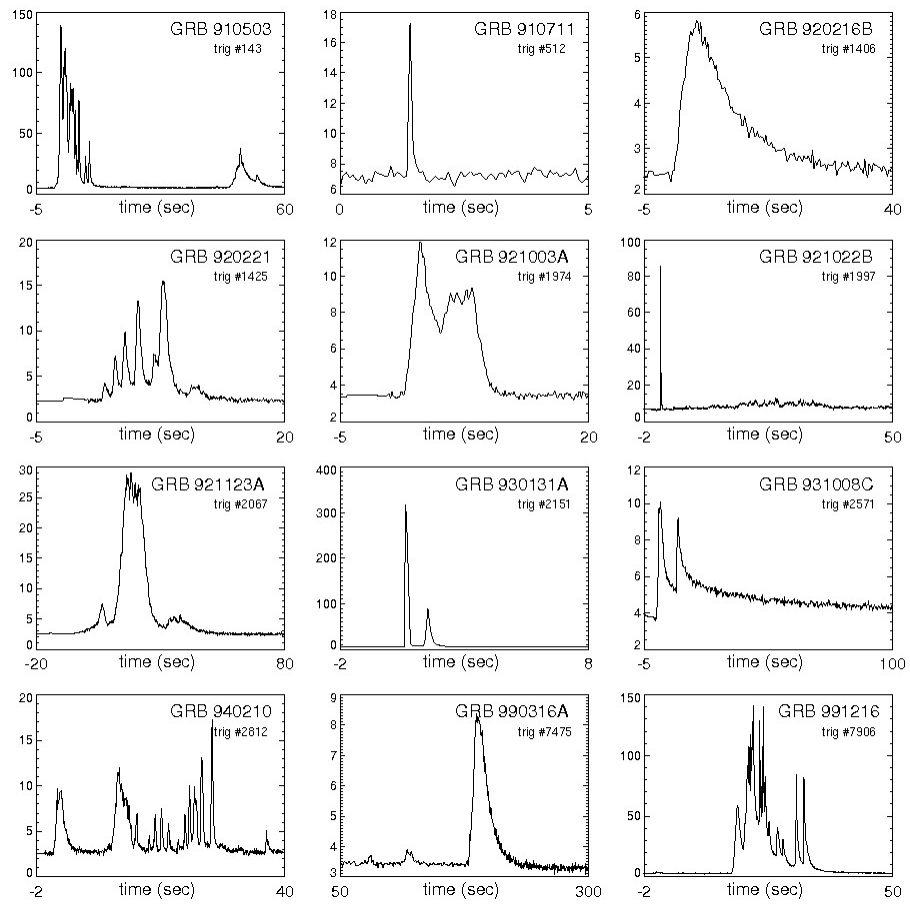 GRB 910503
trig #143
150
100
50
0
-5
time (sec)
60
GRB 910711
trig #512
18
16
14
12
10
8
6
0
time (sec)
5
GRB 920216B
trig #1406
6
5
4
3
2
-5
time (sec)
40
GRB 920221
trig #1425
20
15
10
5
0
-5
time (sec)
20
GRB 921003A
trig #1974
12
10
8
6
4
2
-5
time (sec)
20
GRB 921022B
trig #1997
100
80
60
40
20
0
-2
time (sec)
50
GRB 921123A
trig #2067
30
25
20
15
10
5
0
-20
time (sec)
80
GRB 930131A
trig #2151
400
300
200
100
0
-2
time (sec)
8
GRB 931008C
trig #2571
12
10
8
6
4
2
-5
time (sec)
100
GRB 940210
trig #2812
20
15
10
5
0
-2
time (sec)
40
GRB 990316A
trig #7475
9
8
7
6
5
4
3
50
time (sec)
300
GRB 991216
trig #7906
150
100
50
0
-2
time (sec)
50